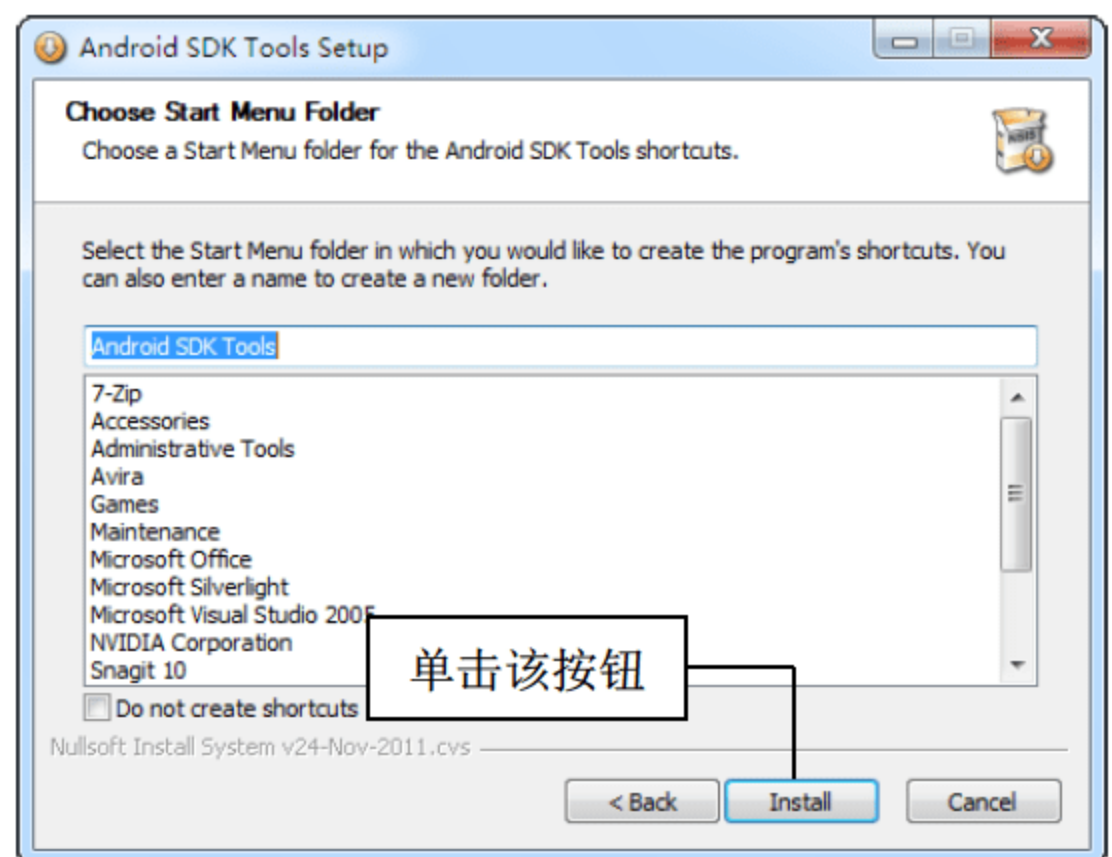 Android SDK Tools Setup
Choose Start Menu Folder
Choose a Start Menu folder for the Android SDK Tools shortcuts.
Select the Start Menu folder in which you would like to create the program's shortcuts. You
can also enter a name to create a new folder.
Android SDK Tools
7-Zip
Accessories
Administrative Tools
Avira
Games
Maintenance
Microsoft Office
Microsoft Silverlight
Microsoft Visual Studio 2005
NVIDIA Corporation
Snagit 10
单击该按钮
Do not create shortcuts
Nullsoft Install System v24-Nov-2011.cvs
< Back
Install
Cancel